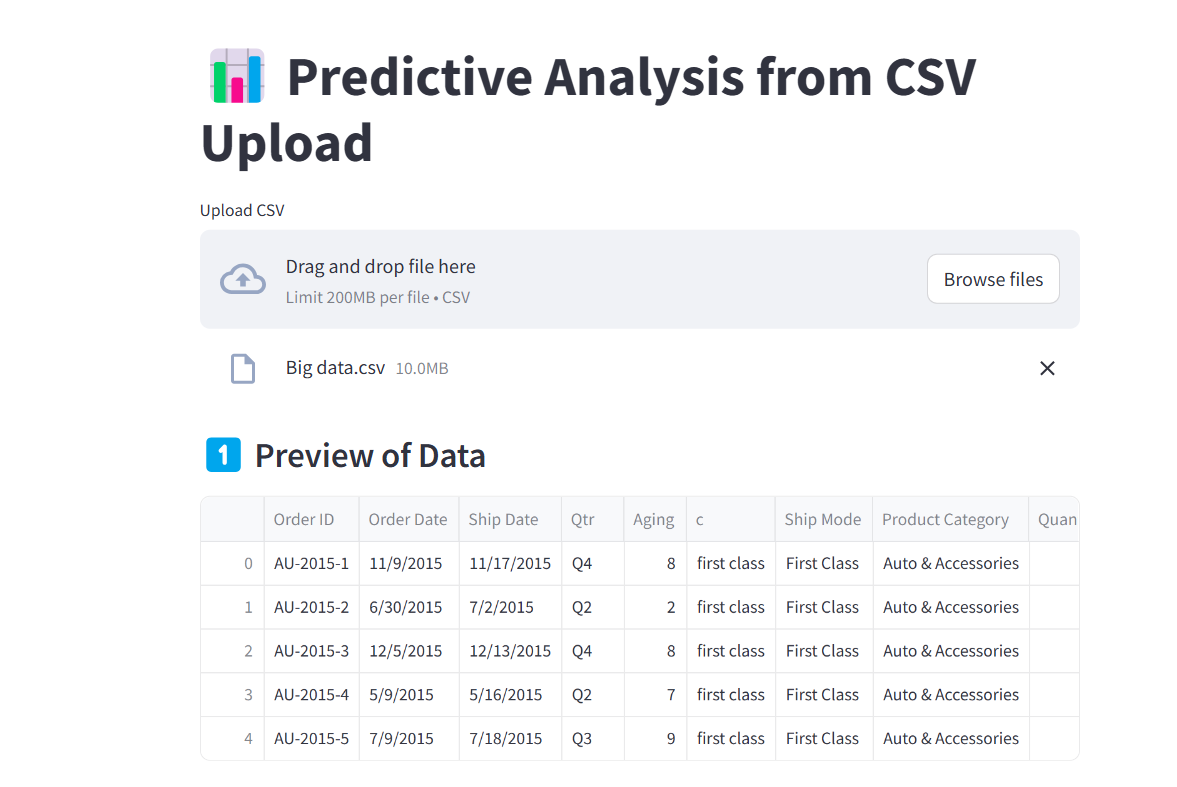 Predictive Analysis from CSV
Upload
Upload CSV
Drag and drop file here
Limit 200MB per file • CSV
Browse files
Big data.csv 10.0MB
1 Preview of Data
Order ID Order Date Ship Date Qtr Aging c Ship Mode Product Category Quan
0 AU-2015-1 11/9/2015 11/17/2015 Q4 8 first class First Class Auto & Accessories
1 AU-2015-2 6/30/2015 7/2/2015 Q2 2 first class First Class Auto & Accessories
2 AU-2015-3 12/5/2015 12/13/2015 Q4 8 first class First Class Auto & Accessories
3 AU-2015-4 5/9/2015 5/16/2015 Q2 7 first class First Class Auto & Accessories
4 AU-2015-5 7/9/2015 7/18/2015 Q3 9 first class First Class Auto & Accessories